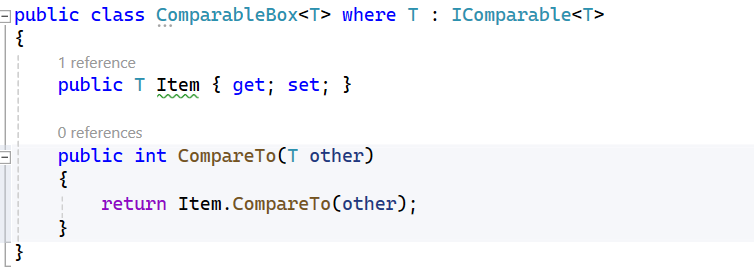 public class ComparableBox<T> where T : IComparable<T>
{
1 reference
public T Item { get; set; }
0 references
public int CompareTo(T other)
{
return Item.CompareTo(other);
}
}